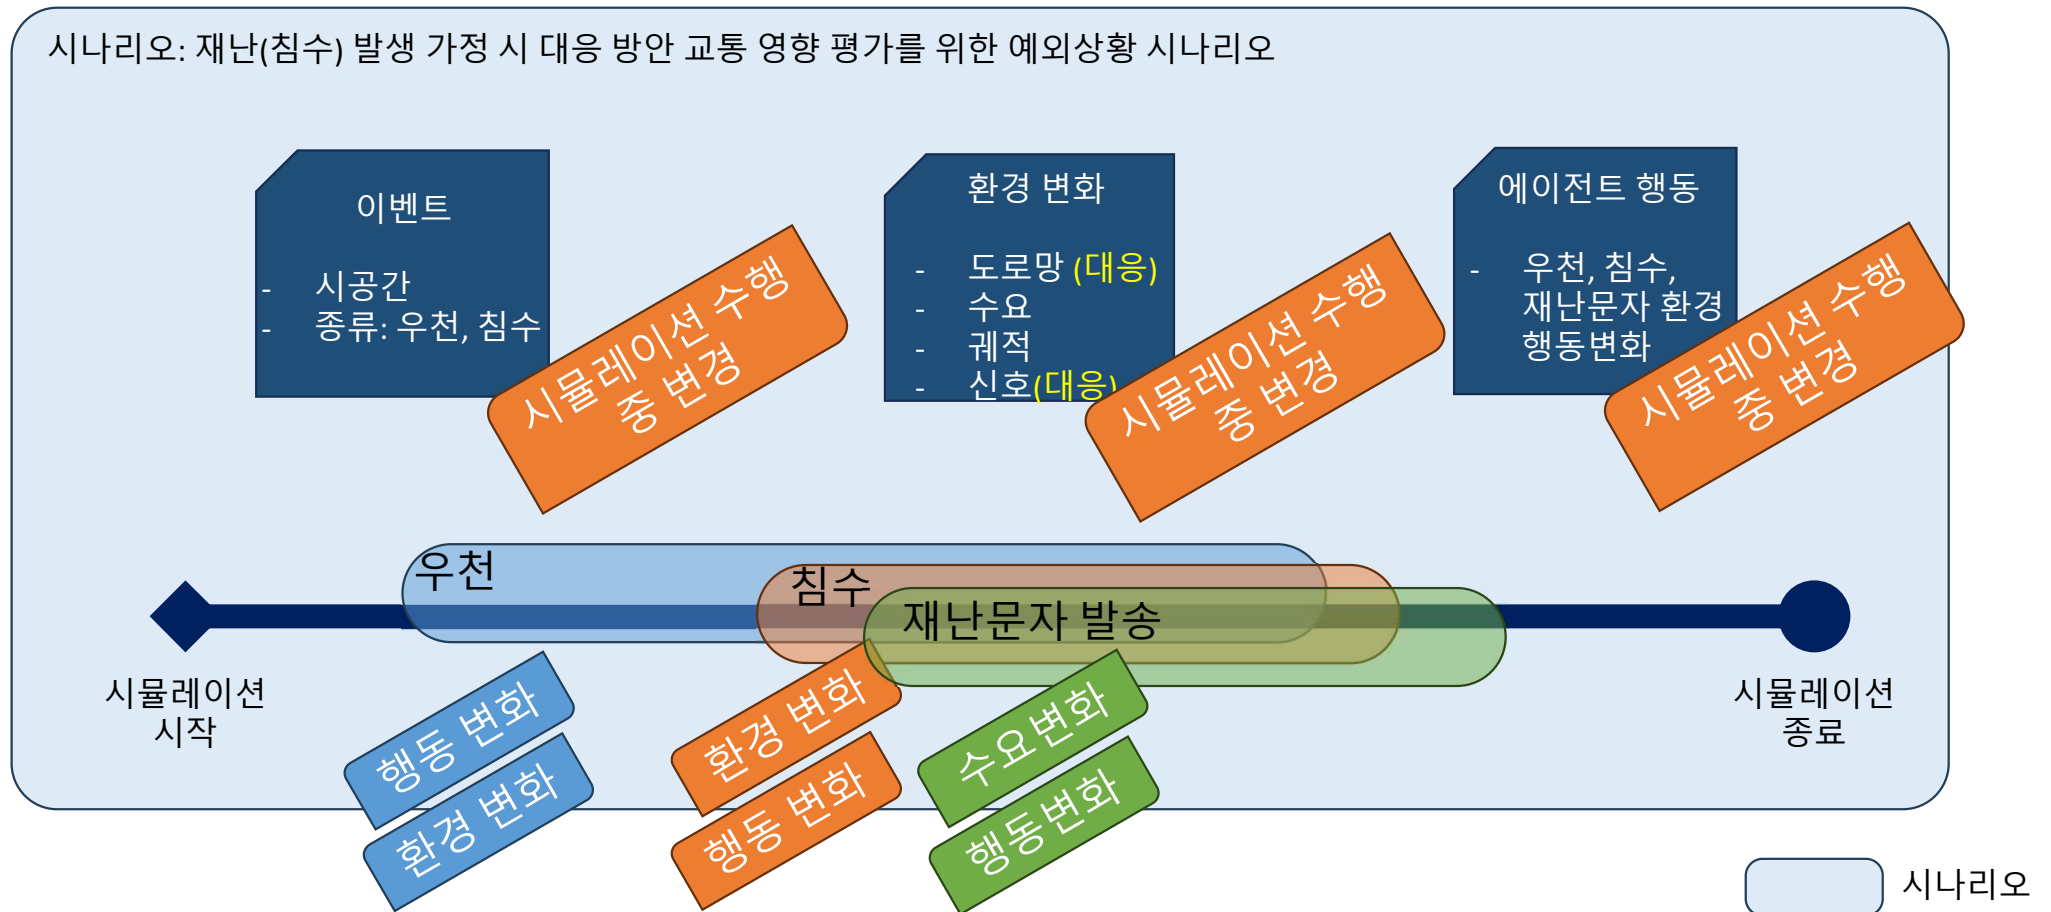 시나리오: 재난(침수) 발생 가정 시 대응 방안 교통 영향 평가를 위한 예외상황 시나리오
이벤트
- 시공간
- 종류: 우천, 침수
시뮬레이션 수행
중 변경
환경 변화
- 도로망 (대응)
- 수요
- 궤적
- 신호(대응)
시뮬레이션 수행
중 변경
에이전트 행동
- 우천, 침수,
재난문자 환경
행동변화
시뮬레이션 수행
중 변경
우천
침수
재난문자 발송
시뮬레이션
시작
행동 변화
환경 변화
환경 변화
행동 변화
수요변화
행동변화
시뮬레이션
종료
시나리오